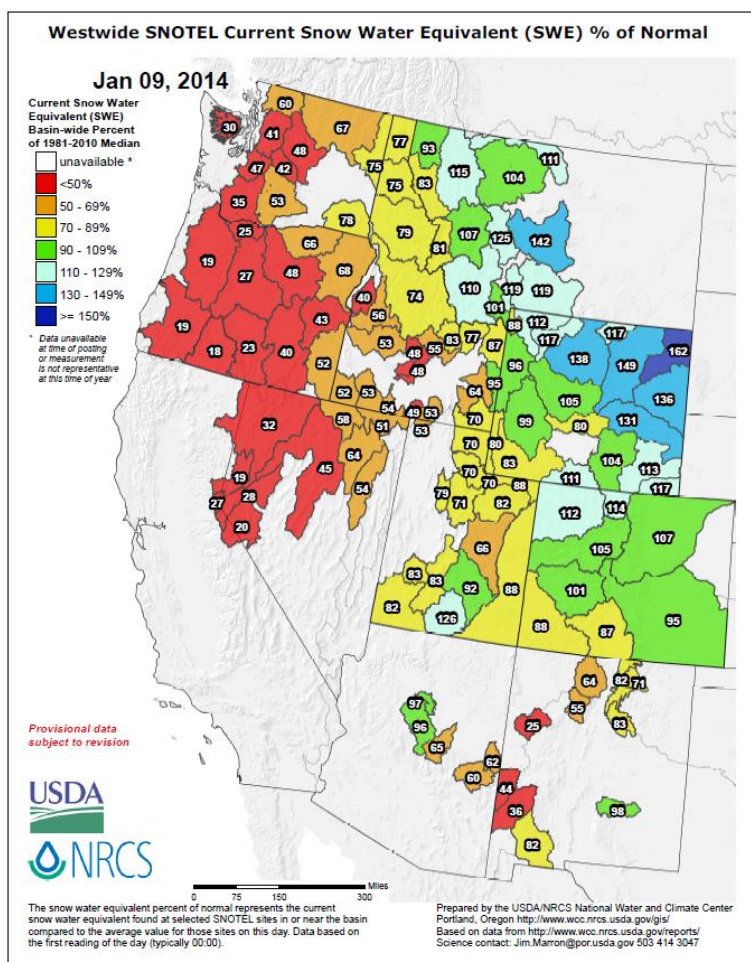 Westwide SNOTEL Current Snow Water Equivalent (SWE) % of Normal
Jan 09, 2014
Current Snow Water
Equivalent (SWE)
Basin-wide Percent
of 1981-2010 Median
unavailable *
<50%
50 - 69%
70 - 89%
90 - 109%
110 - 129%
130 - 149%
>= 150%
* Data unavailable
at time of posting
or measurement
is not representative
at this time of year
60
30 41 48 67 77 93 115 111
47 42 75 75 83 104
35 53
25 78 79 107 125 142
19 27 66 81
48 68 110 119 119
40 74 101
19 43 56 88 112 117
18 23 40 53 48 55 83 77 87 117 138 149 162
52 48 96 136
52 53 64 95 105
32 58 54 49 53 70 99 131
51 53 80
64 70 80 104
45 83 113
19 54 70 70 88 111 117
28 79 71 82 112 114
27 107
20 66 105
83 83 92 88 101
82 126 88 87 95
64 82 71
97 55
96 25 83
65 62
60 44
36 98
82
Provisional data
subject to revision
USDA
NRCS
Miles
0 75 150 300
The snow water equivalent percent of normal represents the current
snow water equivalent found at selected SNOTEL sites in or near the basin
compared to the average value for those sites on this day. Data based on
the first reading of the day (typically 00:00).
Prepared by the USDA/NRCS National Water and Climate Center
Portland, Oregon http://www.wcc.nrcs.usda.gov/gis/
Based on data from http://www.wcc.nrcs.usda.gov/reports/
Science contact: Jim.Marron@por.usda.gov 503 414 3047